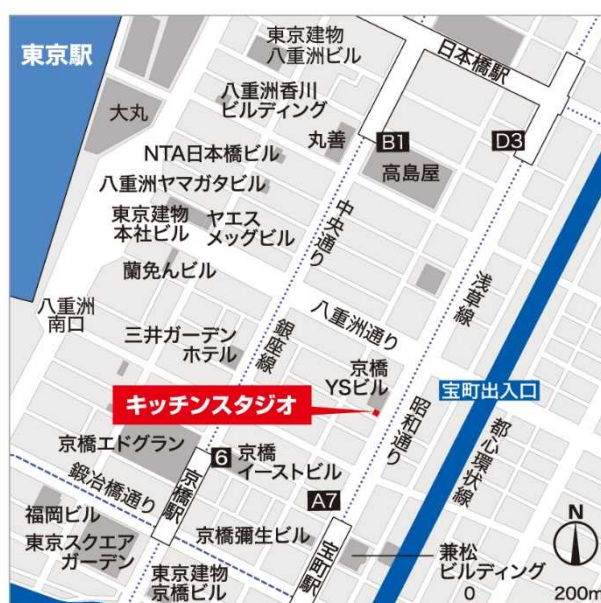 東京駅
東京建物
八重洲ビル
日本橋駅
八重洲香川
ビルディング
大丸
丸善
B1
D3
NTA日本橋ビル
高島屋
八重洲ヤマガタビル
東京建物
本社ビル
ヤエス
メッグビル
中央通り
浅草線
蘭免んビル
八重洲
南口
八重洲通り
三井ガーデン
ホテル
銀座線
京橋
YSビル
宝町出入口
キッチンスタジオ
昭和通り
都心環状線
京橋エドグラン
6
京橋
イーストビル
鍛冶橋通り
京橋駅
A7
N
福岡ビル
東京スクエア
ガーデン
京橋彌生ビル
宝町駅
兼松
ビルディング
東京建物
京橋ビル
0
200m